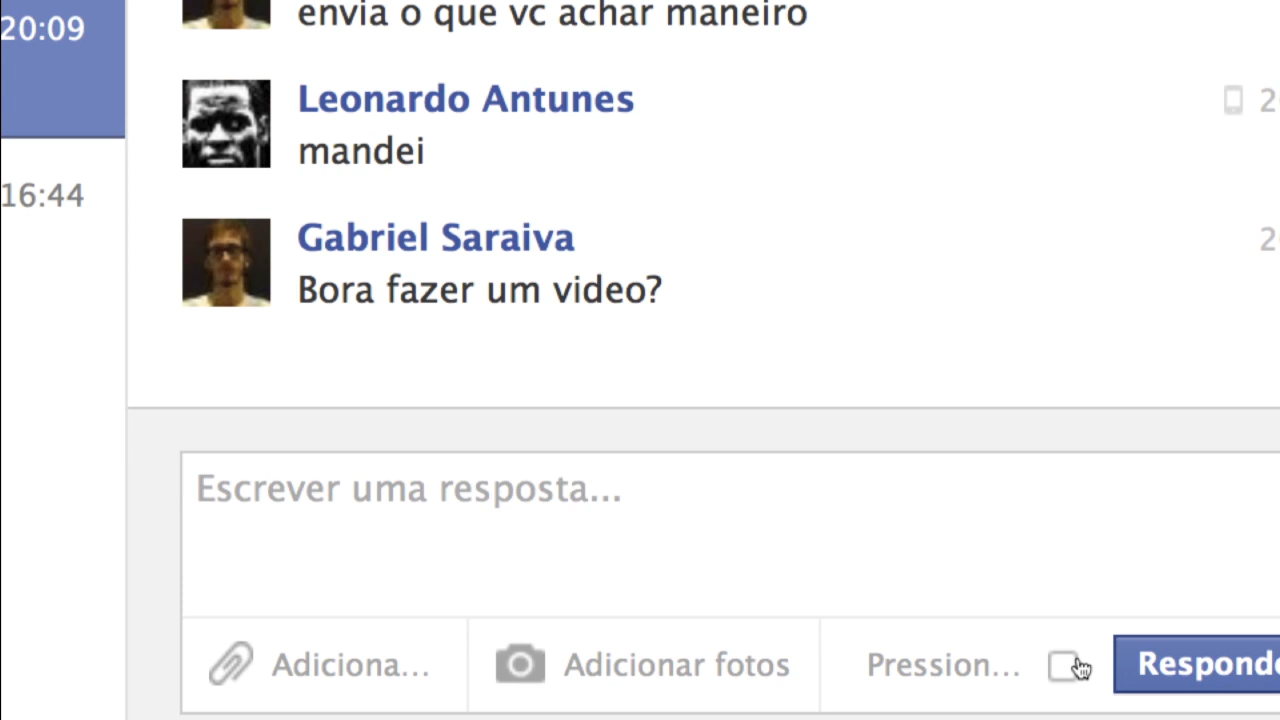 20:09
envia o que vc achar maneiro
Leonardo Antunes
mandei
16:44
Gabriel Saraiva
Bora fazer um video?
Escrever uma resposta...
Adiciona...
Adicionar fotos
Pression...